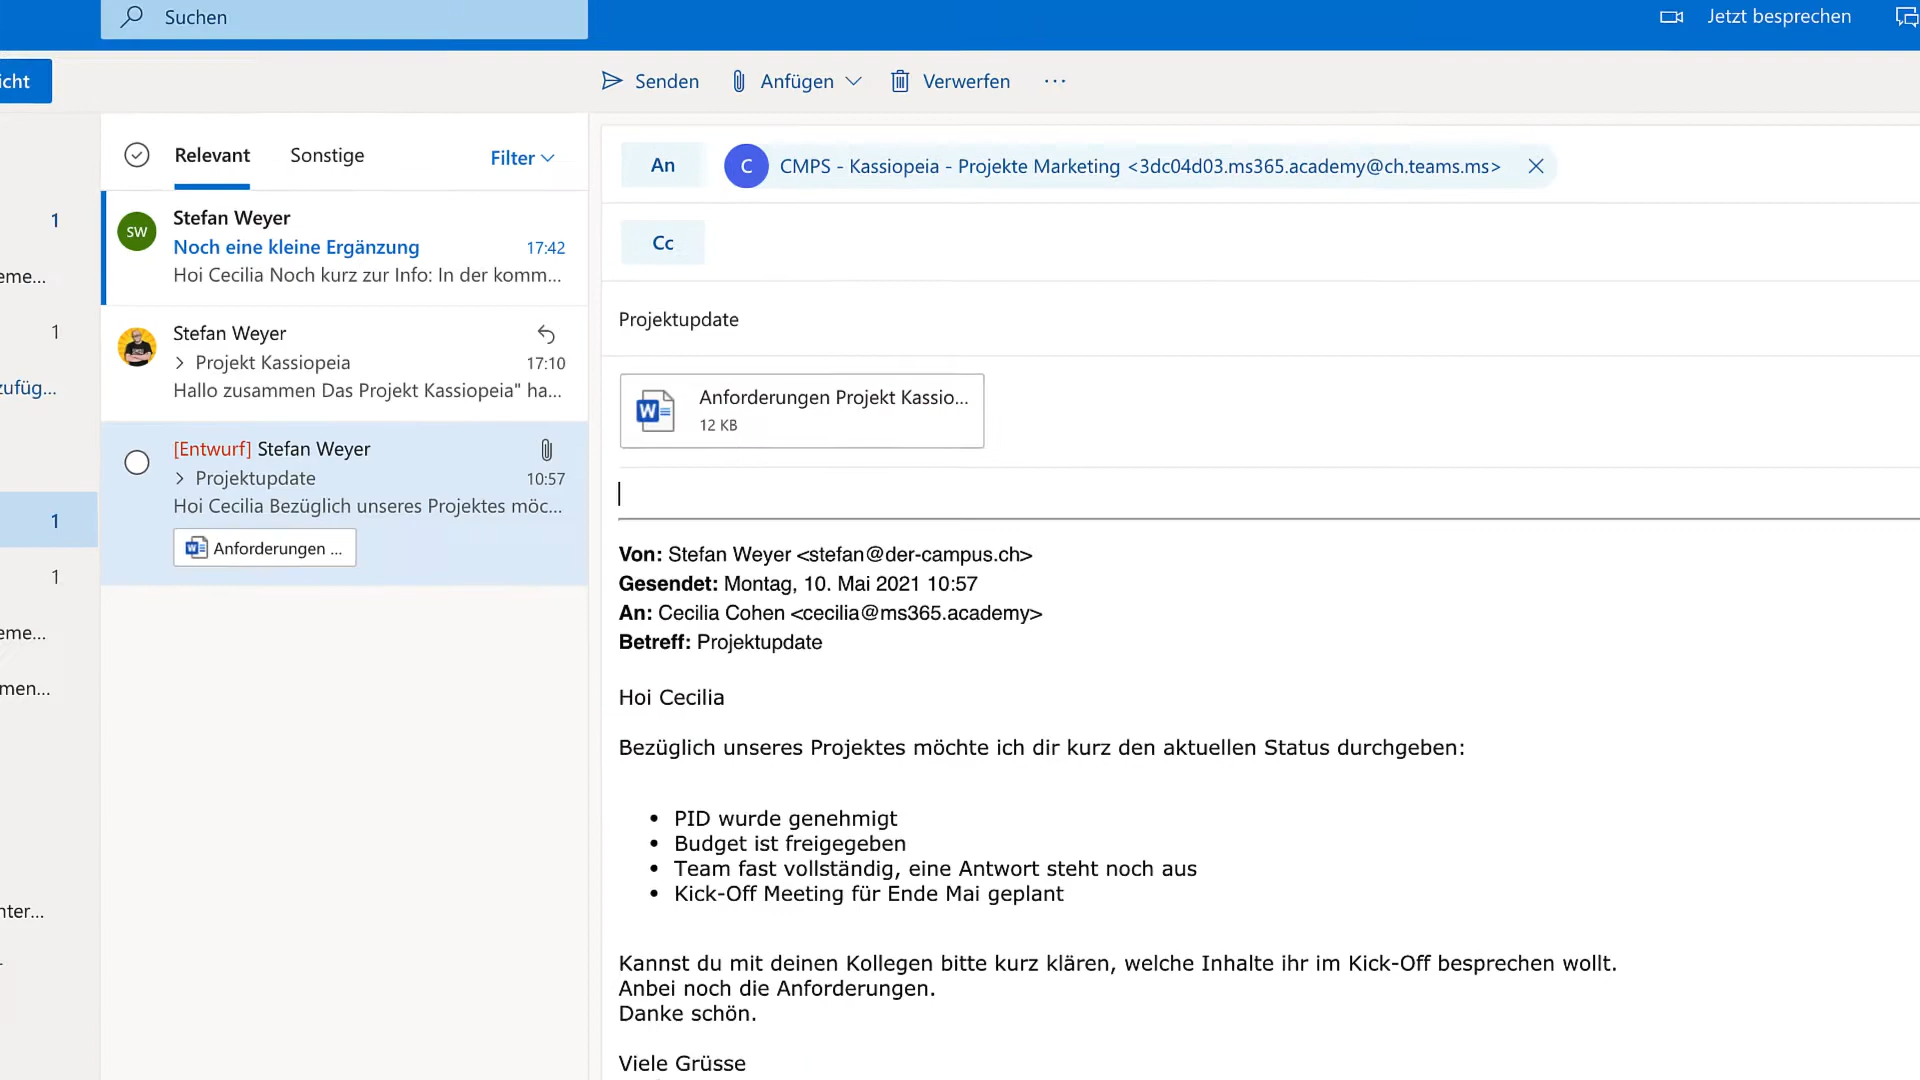 Suchen
Jetzt besprechen
icht
Senden
Anfügen
Verwerfen
...
Relevant
Sonstige
Filter
1
eme...
1
zufüg...
1
1
eme...
men...
nter...
SW
Stefan Weyer
Noch eine kleine Ergänzung
17:42
Hoi Cecilia Noch kurz zur Info: In der komm...
Stefan Weyer
> Projekt Kassiopeia
17:10
Hallo zusammen Das Projekt Kassiopeia" ha...
[Entwurf] Stefan Weyer
> Projektupdate
10:57
Hoi Cecilia Bezüglich unseres Projektes möc...
Anforderungen ...
An
C
CMPS - Kassiopeia - Projekte Marketing <3dc04d03.ms365.academy@ch.teams.ms>
Cc
Projektupdate
Anforderungen Projekt Kassio...
12 KB
Von: Stefan Weyer <stefan@der-campus.ch>
Gesendet: Montag, 10. Mai 2021 10:57
An: Cecilia Cohen <cecilia@ms365.academy>
Betreff: Projektupdate
Hoi Cecilia
Bezüglich unseres Projektes möchte ich dir kurz den aktuellen Status durchgeben:
• PID wurde genehmigt
• Budget ist freigegeben
• Team fast vollständig, eine Antwort steht noch aus
• Kick-Off Meeting für Ende Mai geplant
Kannst du mit deinen Kollegen bitte kurz klären, welche Inhalte ihr im Kick-Off besprechen wollt.
Anbei noch die Anforderungen.
Danke schön.
Viele Grüsse